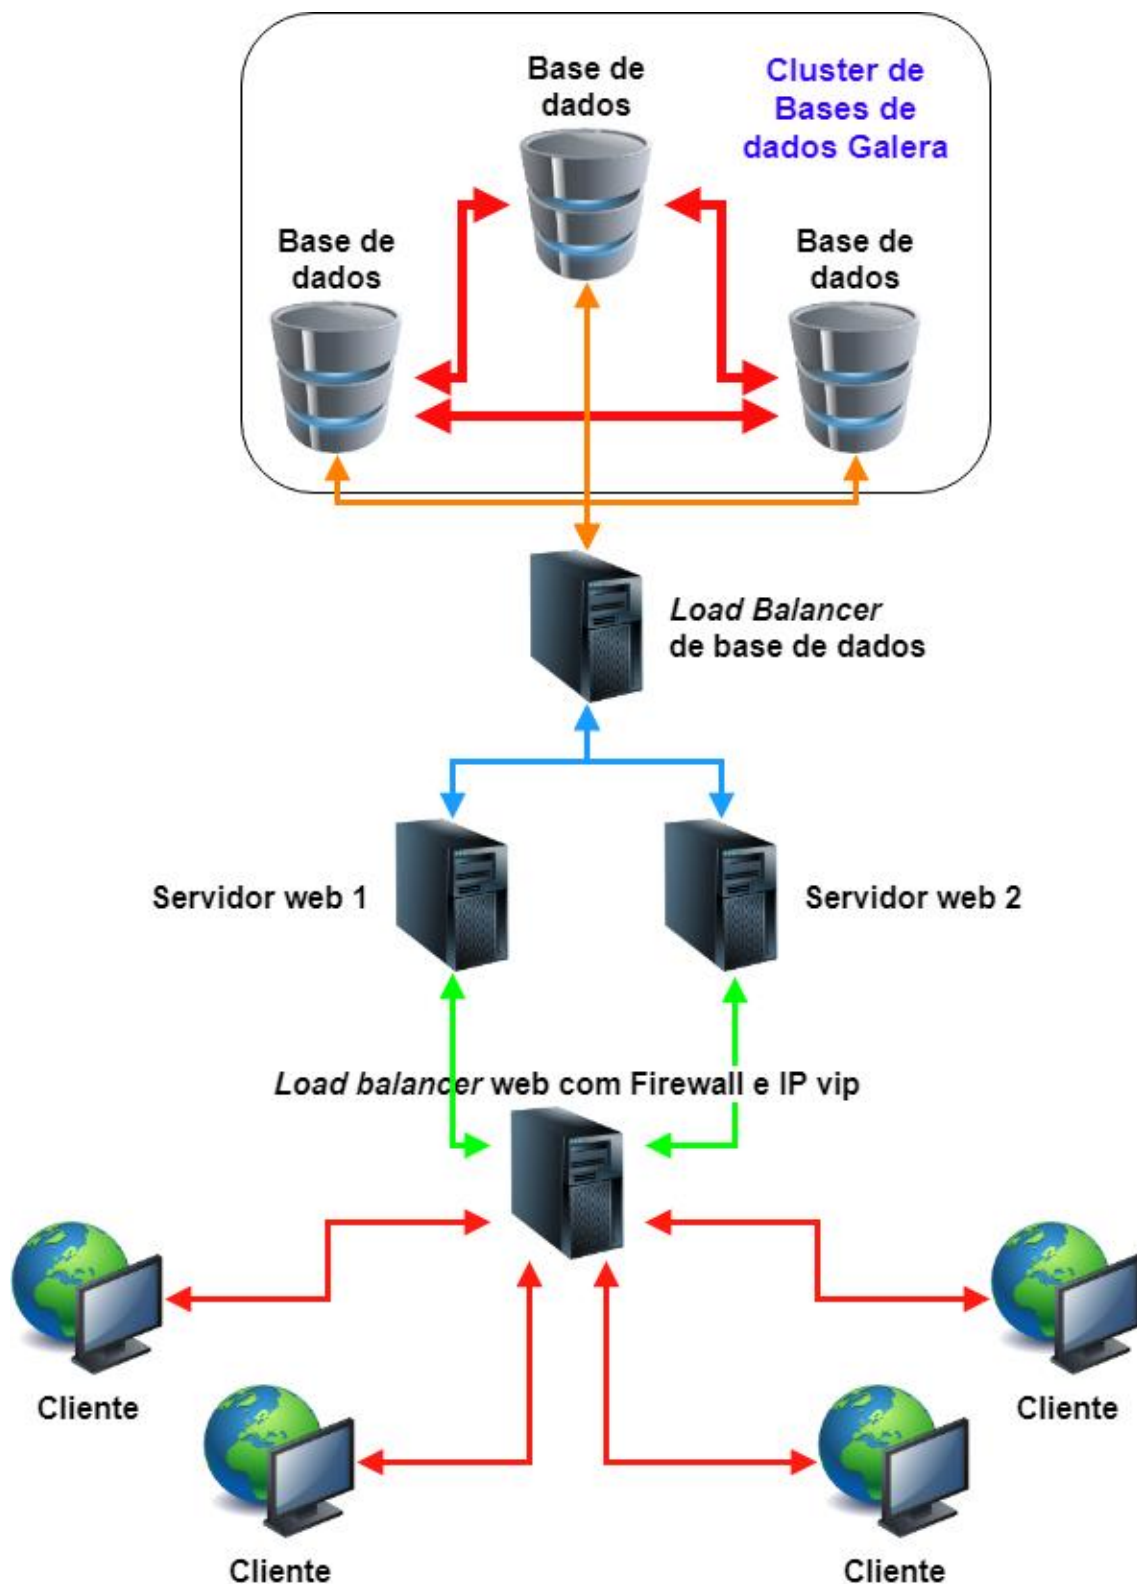 Base de
dados
Cluster de
Bases de
dados Galera
Base de
dados
Base de
dados
Load Balancer
de base de dados
Servidor web 1
Servidor web 2
Load balancer web com Firewall e IP vip
Cliente
Cliente
Cliente
Cliente